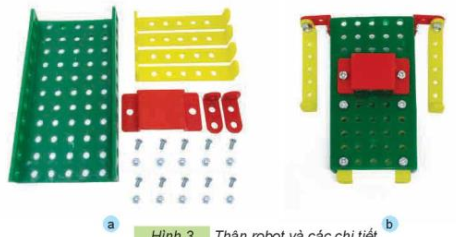 a
b
Hình 3
Thân robot và các chi tiết